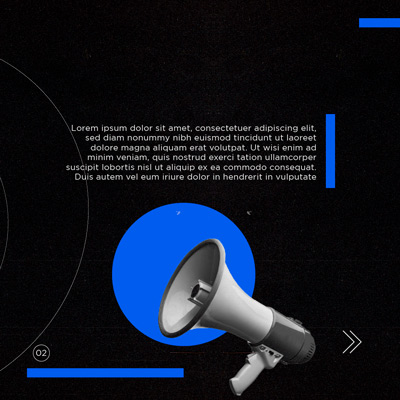 Lorem ipsum dolor sit amet, consectetuer adipiscing elit,
sed diam nonummy nibh euismod tincidunt ut laoreet
dolore magna aliquam erat volutpat. Ut wisi enim ad
minim veniam, quis nostrud exerci tation ullamcorper
suscipit lobortis nisl ut aliquip ex ea commodo consequat.
Duis autem vel eum iriure dolor in hendrerit in vulputate
02